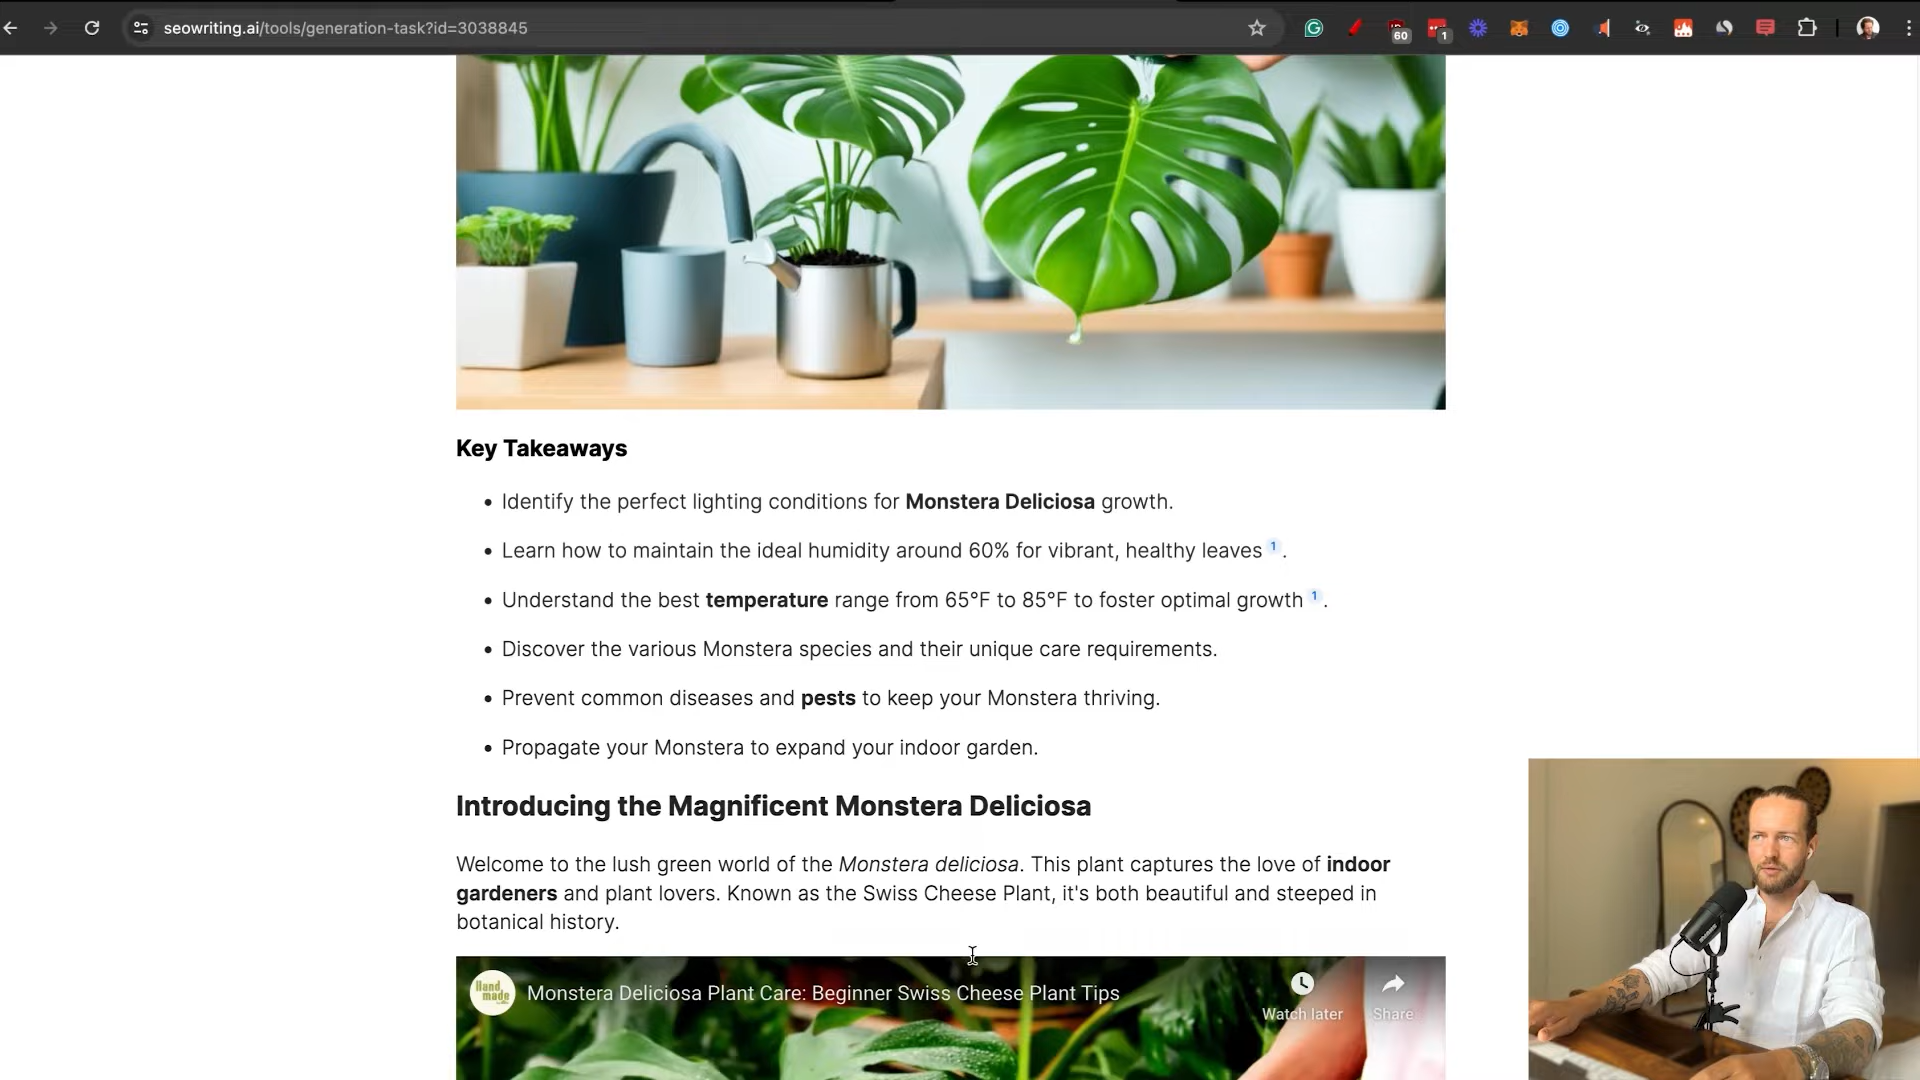 seowriting.ai/tools/generation-task?id=3038845
60
1
Key Takeaways
Identify the perfect lighting conditions for Monstera Deliciosa growth.
Learn how to maintain the ideal humidity around 60% for vibrant, healthy leaves 1.
Understand the best temperature range from 65°F to 85°F to foster optimal growth 1.
Discover the various Monstera species and their unique care requirements.
Prevent common diseases and pests to keep your Monstera thriving.
Propagate your Monstera to expand your indoor garden.
Introducing the Magnificent Monstera Deliciosa
Welcome to the lush green world of the Monstera deliciosa. This plant captures the love of indoor
gardeners and plant lovers. Known as the Swiss Cheese Plant, it's both beautiful and steeped in
botanical history.
Hand
made
Monstera Deliciosa Plant Care: Beginner Swiss Cheese Plant Tips
Watch later
Share